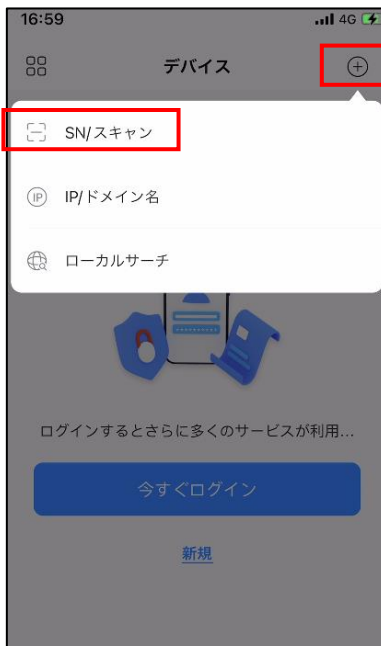 16:59 4G
デバイス
SN/スキャン
IP IP/ドメイン名
ローカルサーチ
ログインするとさらに多くのサービスが利用...
今すぐログイン
新規